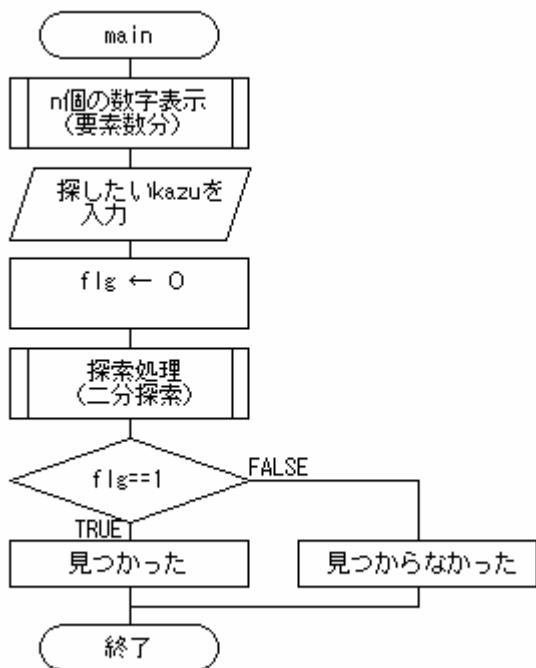 main
n個の数字表示
(要素数分)
探したいkazuを
入力
flg ← 0
探索処理
(二分探索)
flg==1
FALSE
TRUE
見つかった
見つからなかった
終了